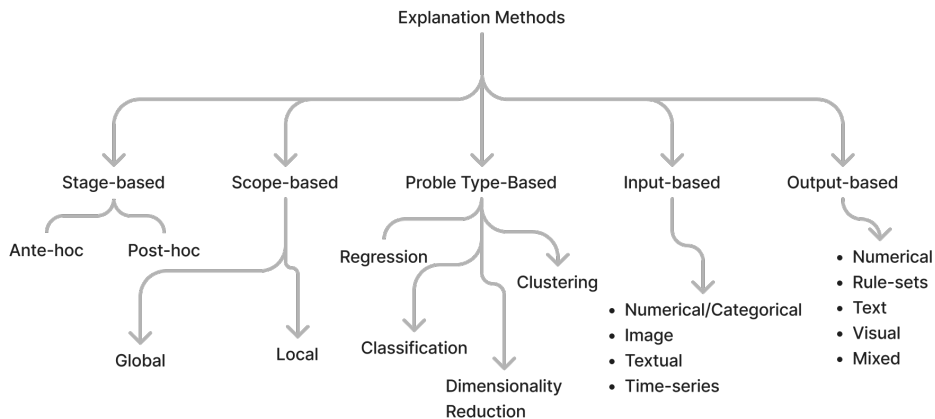 Explanation Methods
Stage-based
Scope-based
Proble Type-Based
Input-based
Output-based
Ante-hoc
Post-hoc
Global
Local
Regression
Classification
Dimensionality
Reduction
Clustering
• Numerical/Categorical
• Image
• Textual
• Time-series
• Numerical
• Rule-sets
• Text
• Visual
• Mixed